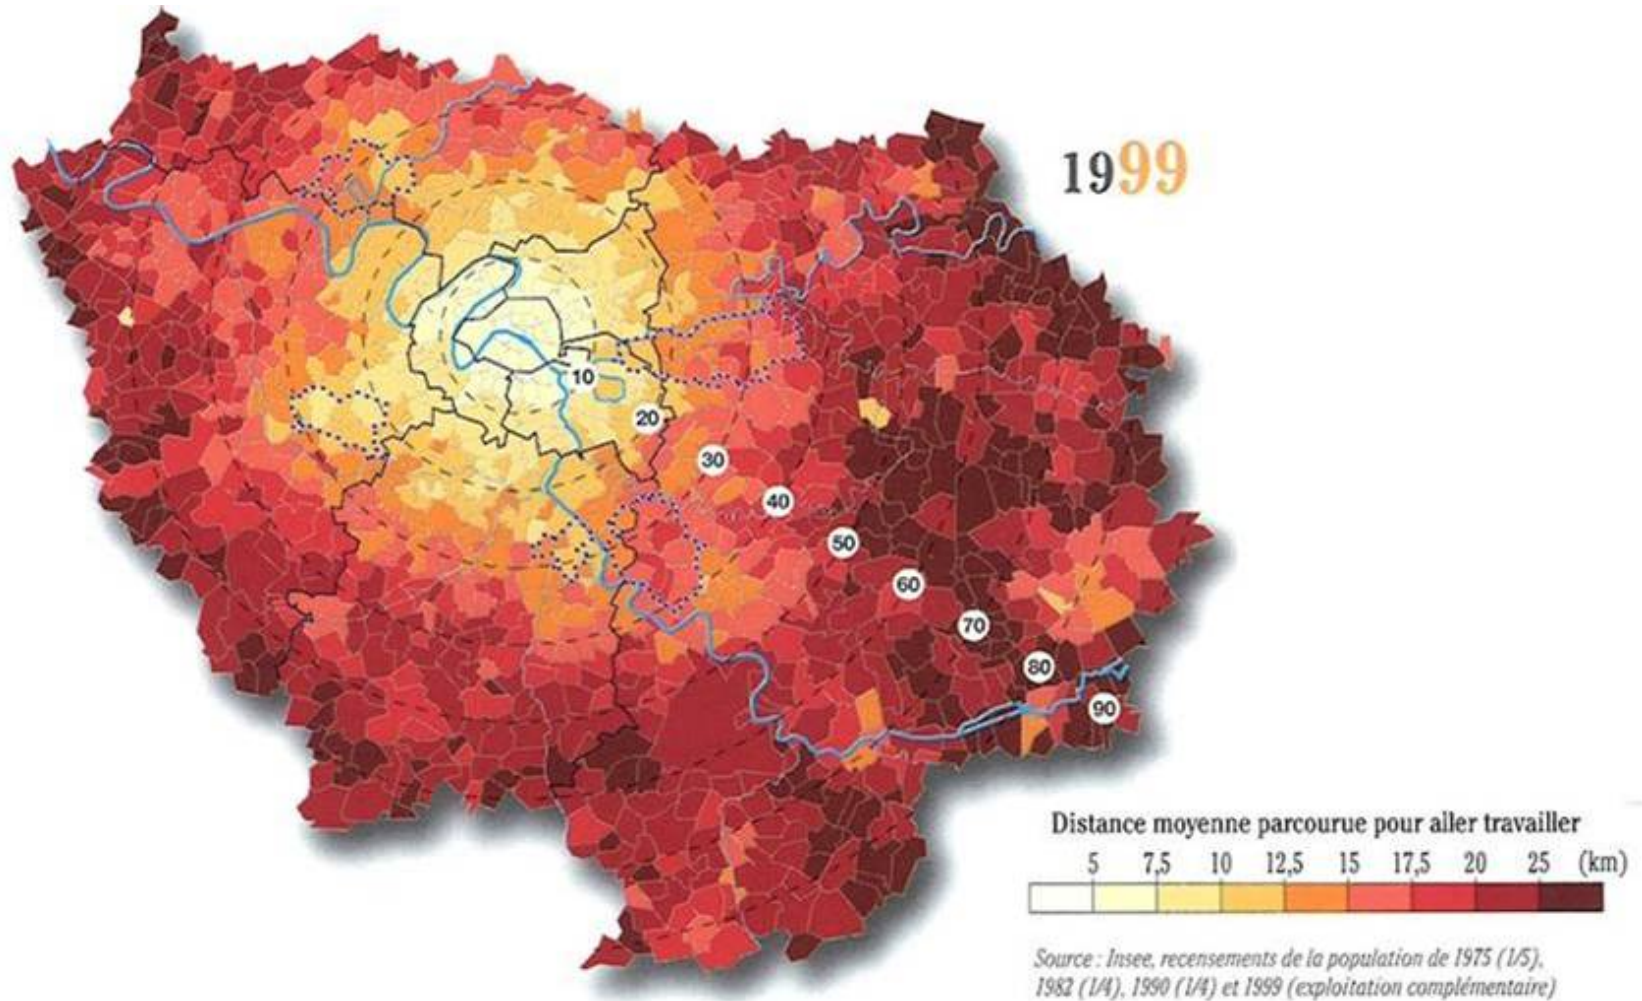 1999
10
20
30
40
50
60
70
80
90
Distance moyenne parcourue pour aller travailler
5 7,5 10 12,5 15 17,5 20 25 (km)
Source : Insee, recensements de la population de 1975 (1/5),
1982 (1/4), 1990 (1/4) et 1999 (exploitation complémentaire)